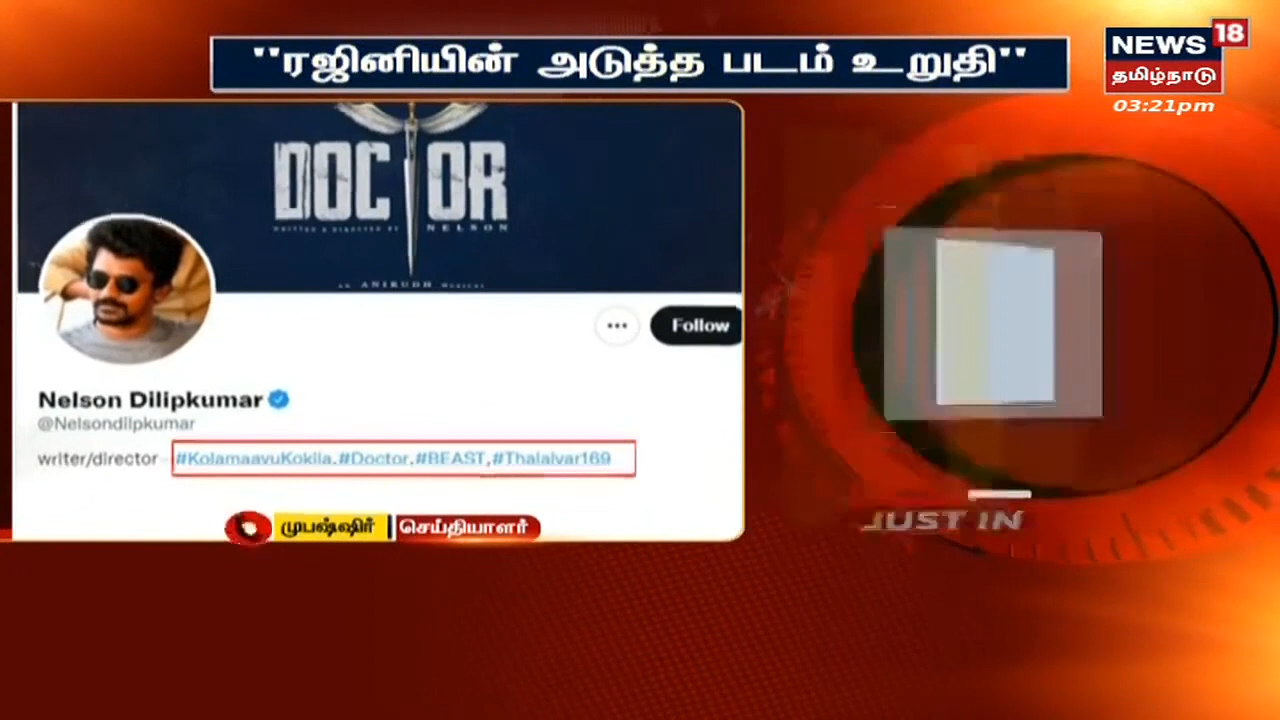 "ரஜினியின் அடுத்த படம் உறுதி"
NEWS 18
தமிழ்நாடு
03:21pm
DOCTOR
WRITTEN & DIRECTED BY NELSON
AN ANIRUDH MUSICAL
Follow
Nelson Dilipkumar
@Nelsondilpkumar
writer/director #KolamaavuKokila.#Doctor.#BEAST,#Thalaivar169
முபஷ்ஷிர் செய்தியாளர்
JUST IN